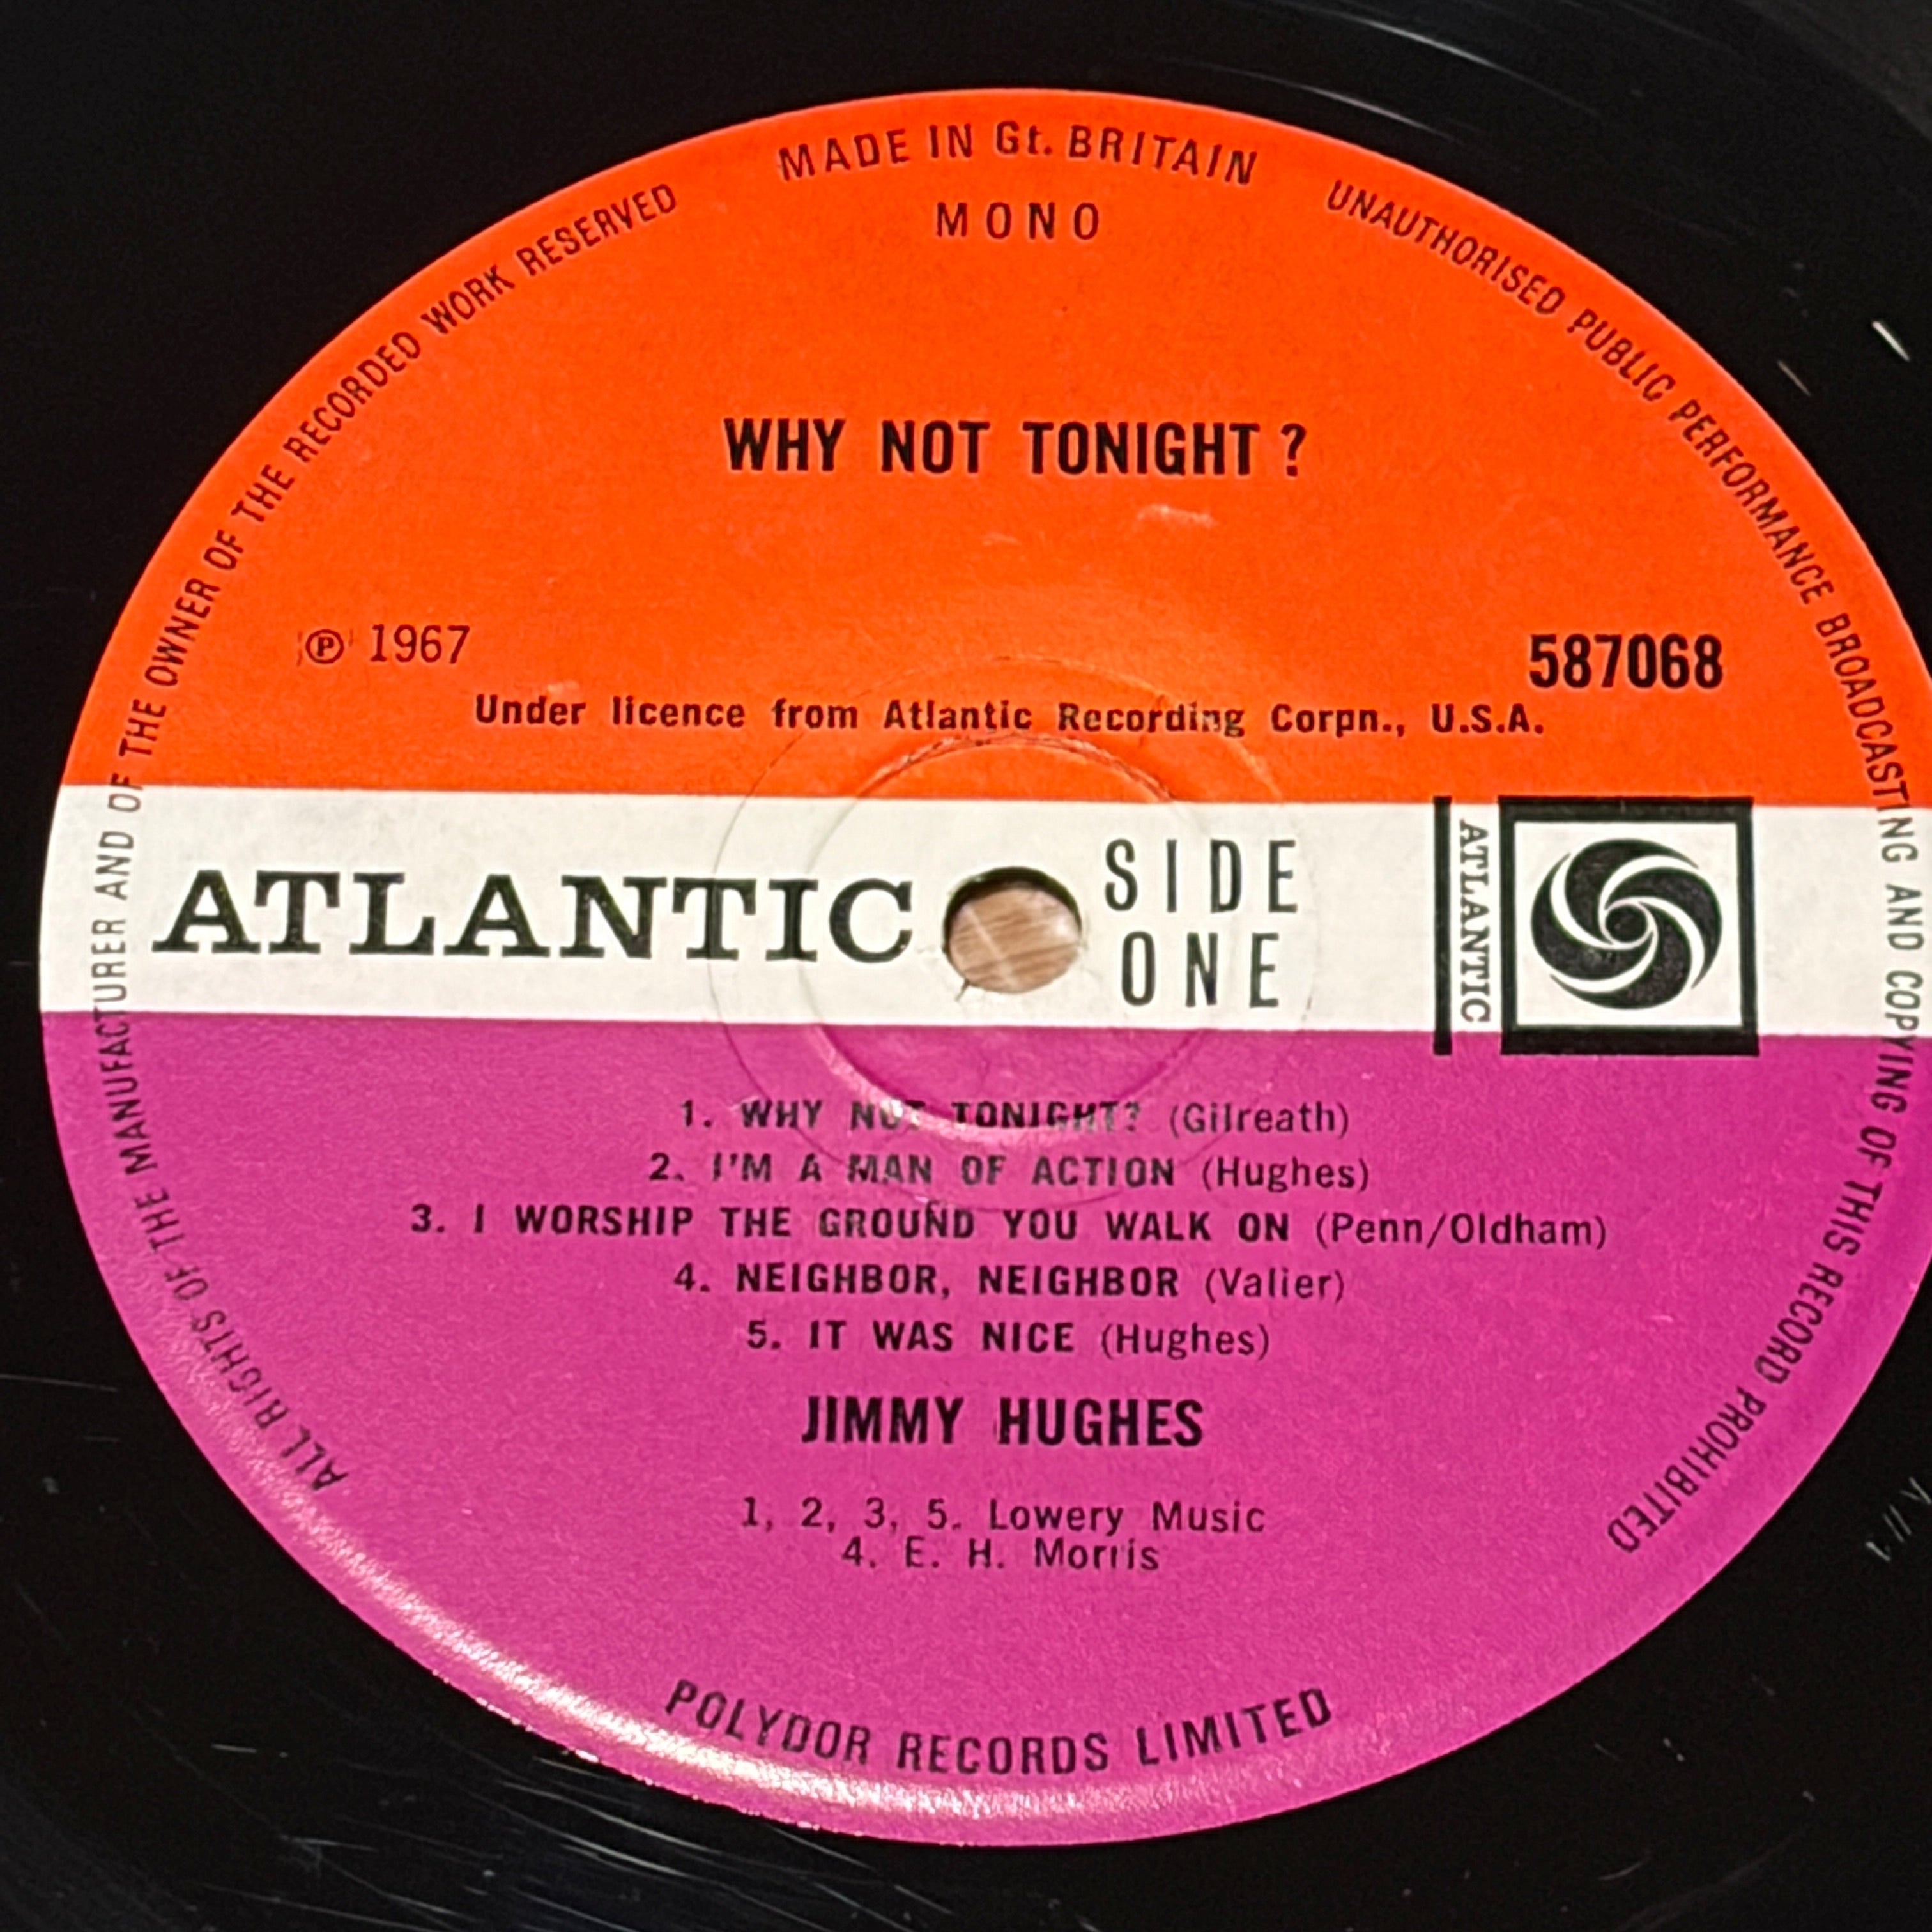 MADE IN Gt. BRITAIN
MONO
ALL RIGHTS OF THE MANUFACTURER AND OF THE OWNER OF THE RECORDED WORK RESERVED
UNAUTHORISED PUBLIC PERFORMANCE BROADCASTING AND COPYING OF THIS RECORD PROHIBITED
WHY NOT TONIGHT ?
℗ 1967
587068
Under licence from Atlantic Recording Corpn., U.S.A.
ATLANTIC
SIDE
ONE
ATLANTIC
1. WHY NOT TONIGHT? (Gilreath)
2. I'M A MAN OF ACTION (Hughes)
3. I WORSHIP THE GROUND YOU WALK ON (Penn/Oldham)
4. NEIGHBOR, NEIGHBOR (Valier)
5. IT WAS NICE (Hughes)
JIMMY HUGHES
1, 2, 3, 5. Lowery Music
4. E. H. Morris
POLYDOR RECORDS LIMITED